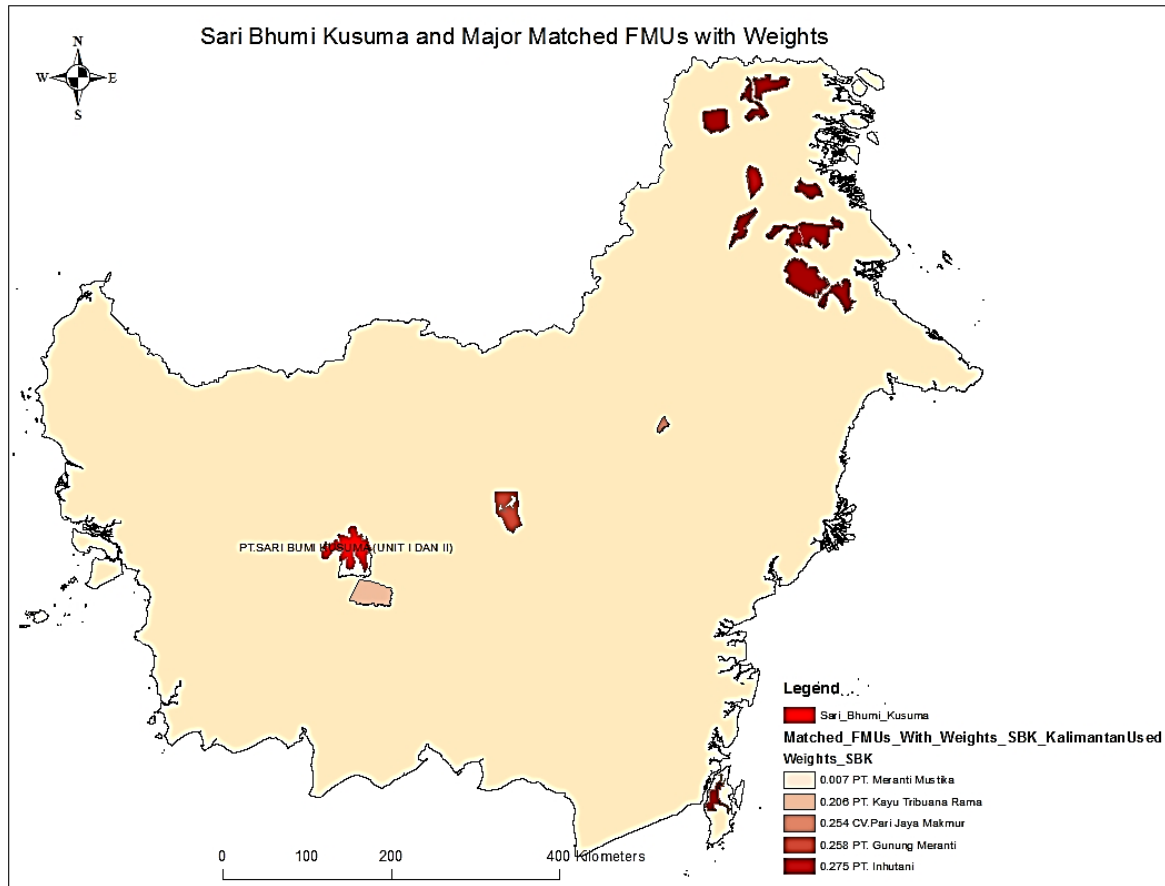 Sari Bhumi Kusuma and Major Matched FMUs with Weights
N
W E
S
PT.SARI BUMI KUSUMA (UNIT I DAN II)
Legend
Sari_Bhumi_Kusuma
Matched_FMUs_With_Weights_SBK_KalimantanUsed
Weights_SBK
0.007 PT. Meranti Mustika
0.206 PT. Kayu Tribuana Rama
0.254 CV.Pari Jaya Makmur
0.258 PT. Gunung Meranti
0.275 PT. Inhutani
0 100 200 400 Kilometers